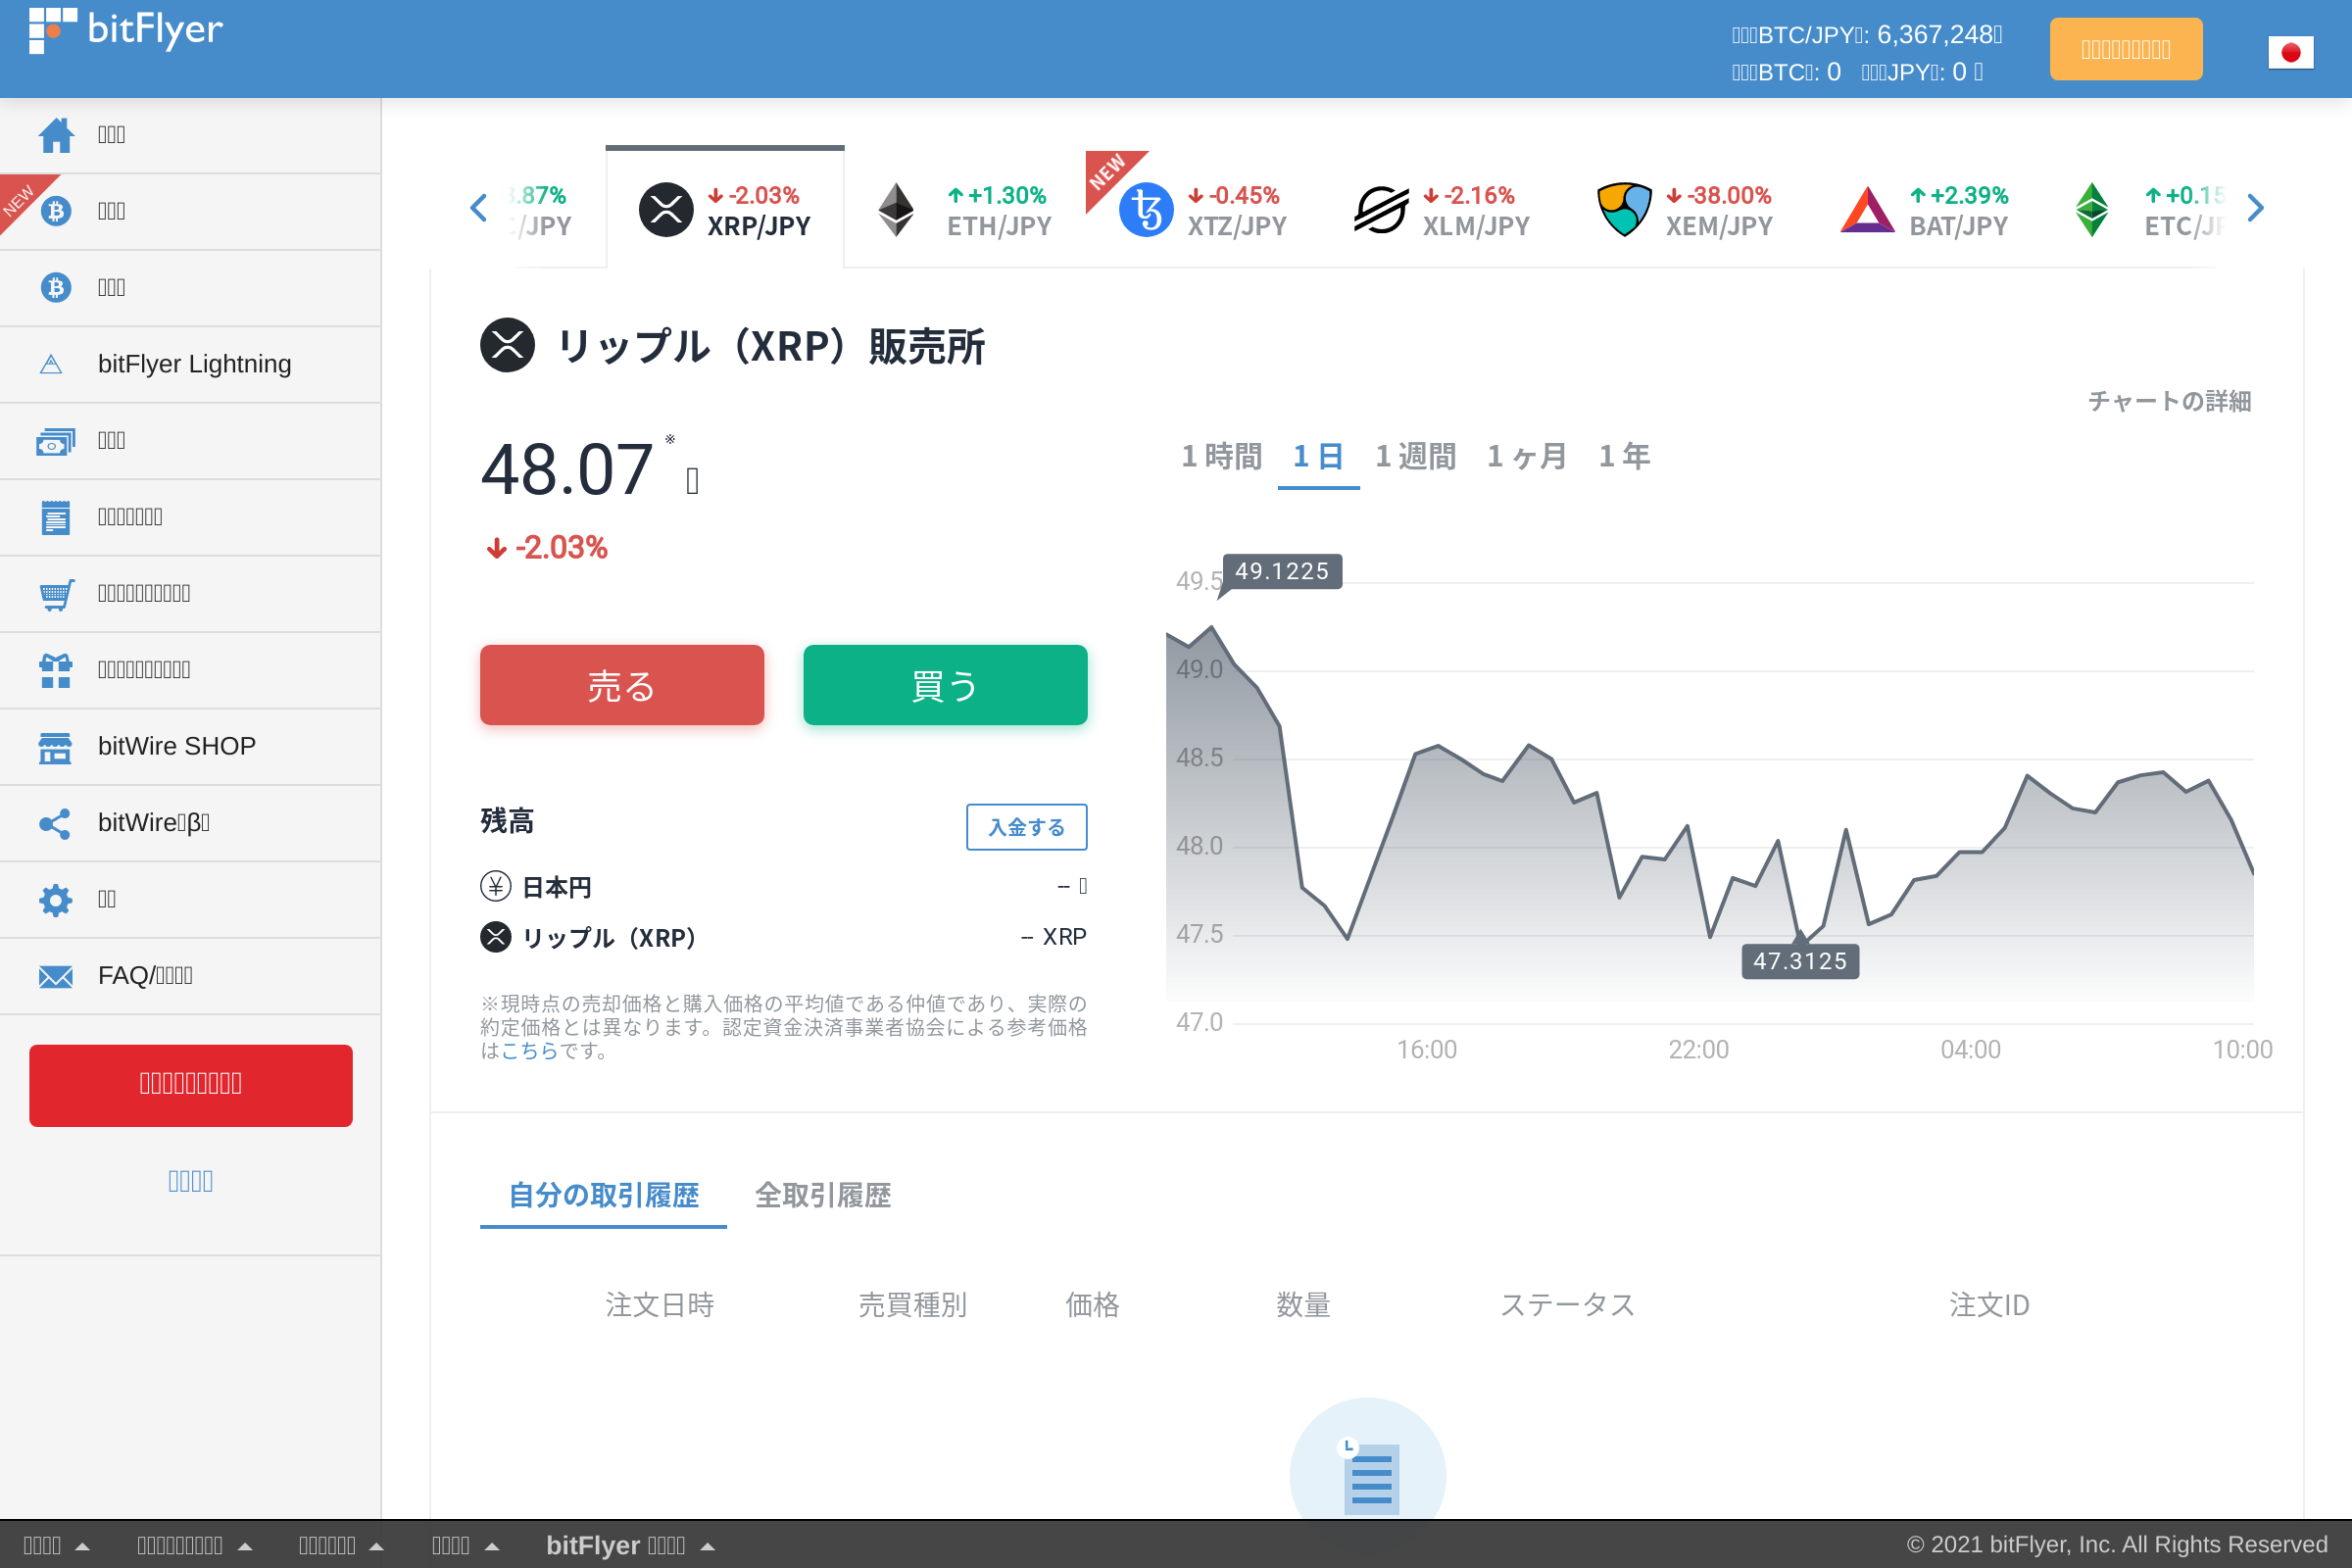 bitFlyer
BTC/JPY: 6,367,248
BTC: 0 JPY: 0
NEW
bitFlyer Lightning
bitWire SHOP
bitWire β
FAQ/
.87%
/JPY
-2.03%
XRP/JPY
+1.30%
ETH/JPY
NEW
-0.45%
XTZ/JPY
-2.16%
XLM/JPY
-38.00%
XEM/JPY
+2.39%
BAT/JPY
+0.15
ETC/JP
リップル（XRP）販売所
チャートの詳細
48.07 ※
-2.03%
1 時間 1 日 1 週間 1 ヶ月 1 年
売る 買う
残高 入金する
日本円 --
リップル（XRP） -- XRP
※現時点の売却価格と購入価格の平均値である仲値であり、実際の
約定価格とは異なります。認定資金決済事業者協会による参考価格
はこちらです。
49.5
49.1225
49.0
48.5
48.0
47.5
47.3125
47.0
16:00 22:00 04:00 10:00
自分の取引履歴 全取引履歴
注文日時 売買種別 価格 数量 ステータス 注文ID
bitFlyer
© 2021 bitFlyer, Inc. All Rights Reserved